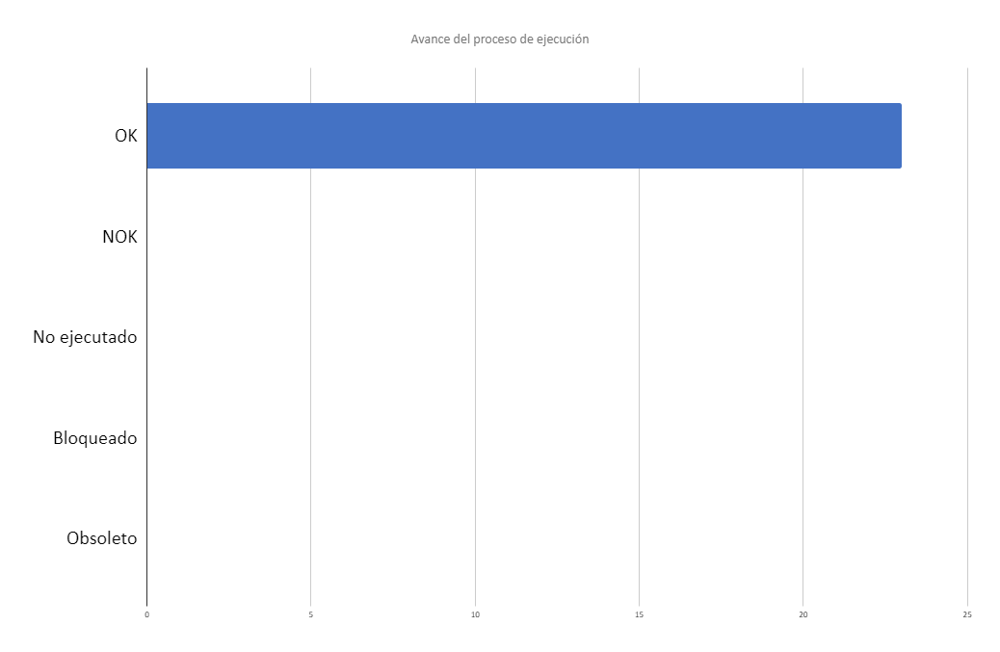 Avance del proceso de ejecución
OK
NOK
No ejecutado
Bloqueado
Obsoleto
0 5 10 15 20 25